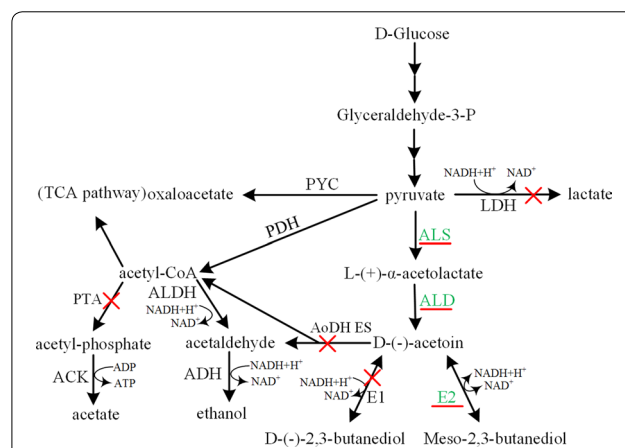 D-Glucose
Glyceraldehyde-3-P
NADH+H⁺ NAD⁺
(TCA pathway) oxaloacetate PYC pyruvate LDH lactate
PDH
ALS
acetyl-CoA L-(+)-α-acetolactate
ALDH
PTA NADH+H⁺
NAD⁺
ALD
AoDH ES
acetyl-phosphate acetaldehyde D-(-)-acetoin
ACK ADP
ATP
ADH NADH+H⁺
NAD⁺
NADH+H⁺
NAD⁺ E1
E2 NADH+H⁺
NAD⁺
acetate ethanol
D-(-)-2,3-butanediol Meso-2,3-butanediol